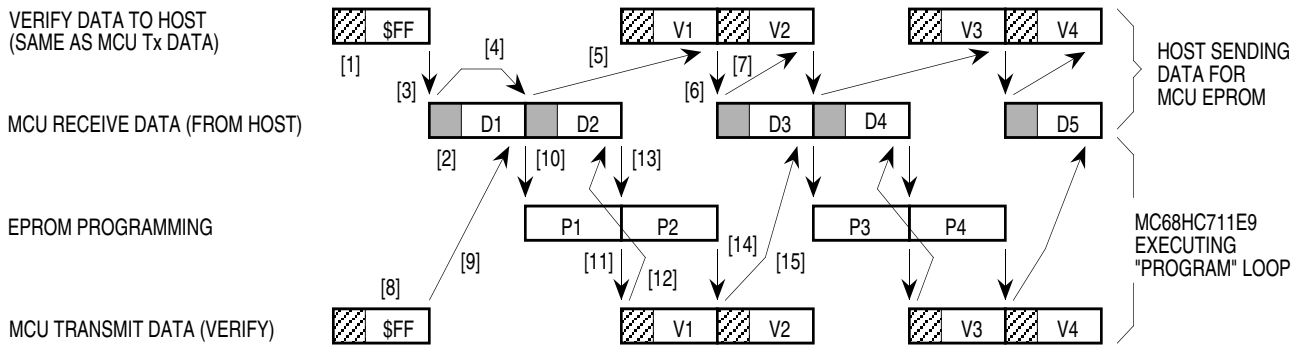 VERIFY DATA TO HOST
(SAME AS MCU Tx DATA)
$FF V1 V2 V3 V4
[1] [3] [4] [5] [6] [7]
HOST SENDING
DATA FOR
MCU EPROM
MCU RECEIVE DATA (FROM HOST)
D1 D2 D3 D4 D5
[2] [10] [13]
EPROM PROGRAMMING
P1 P2 P3 P4
MC68HC711E9
EXECUTING
"PROGRAM" LOOP
[8] [9] [11] [12] [14] [15]
MCU TRANSMIT DATA (VERIFY)
$FF V1 V2 V3 V4